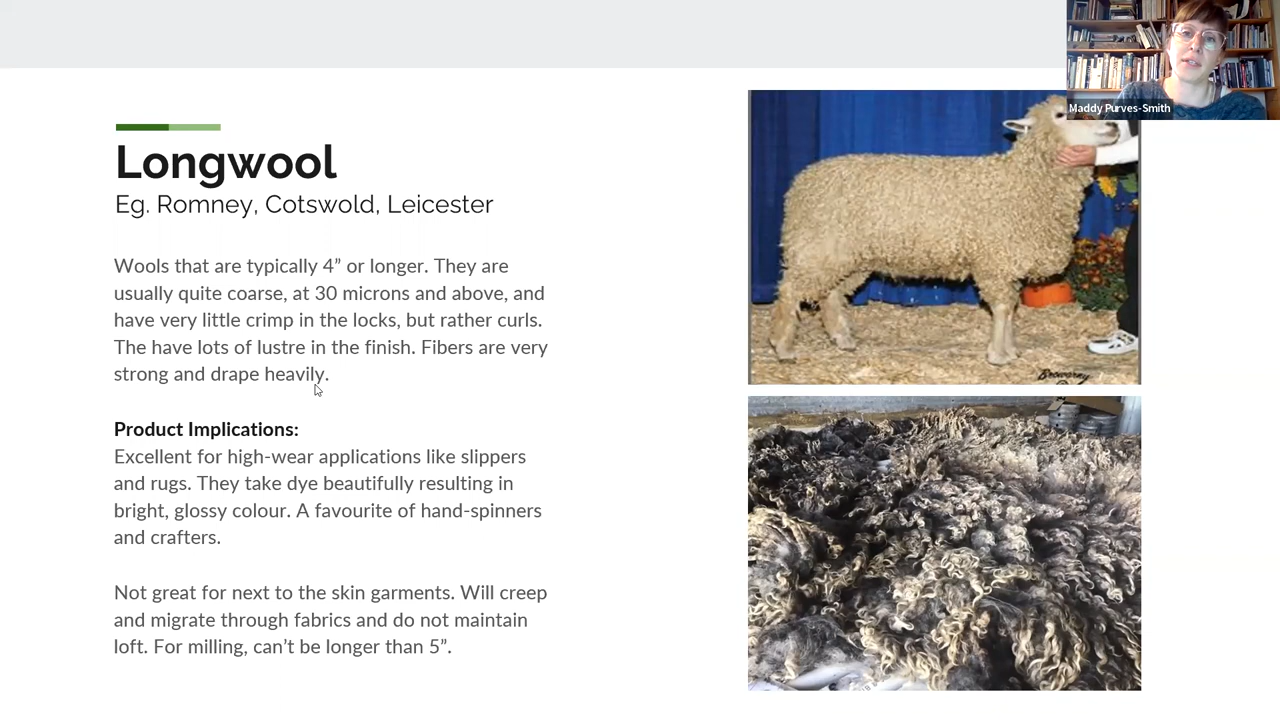 Maddy Purves-Smith
Longwool
Eg. Romney, Cotswold, Leicester
Wools that are typically 4” or longer. They are
usually quite coarse, at 30 microns and above, and
have very little crimp in the locks, but rather curls.
The have lots of lustre in the finish. Fibers are very
strong and drape heavily.
Product Implications:
Excellent for high-wear applications like slippers
and rugs. They take dye beautifully resulting in
bright, glossy colour. A favourite of hand-spinners
and crafters.
Not great for next to the skin garments. Will creep
and migrate through fabrics and do not maintain
loft. For milling, can’t be longer than 5”.